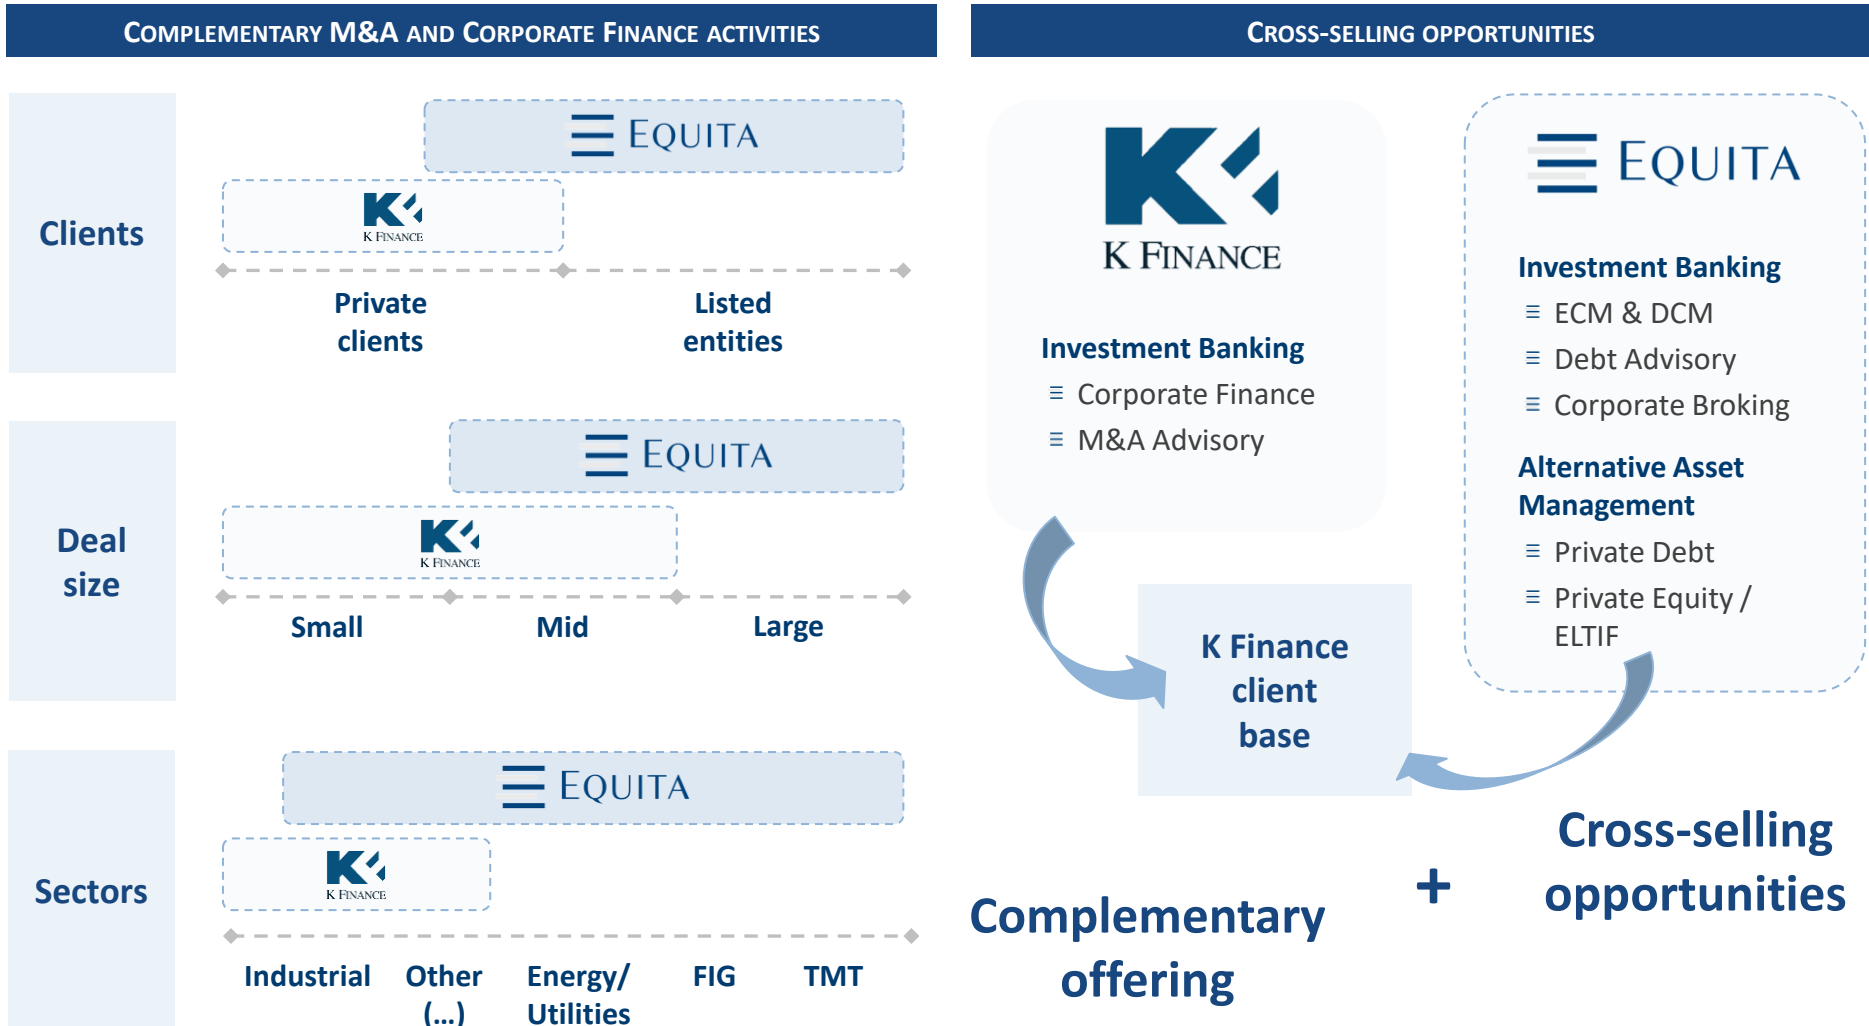 COMPLEMENTARY M&A AND CORPORATE FINANCE ACTIVITIES
Clients
EQUITA
K FINANCE
Private
clients
Listed
entities
Deal
size
EQUITA
K FINANCE
Small
Mid
Large
Sectors
EQUITA
K FINANCE
Industrial
Other
(...)
Energy/
Utilities
FIG
TMT
CROSS-SELLING OPPORTUNITIES
K FINANCE
Investment Banking
Corporate Finance
M&A Advisory
EQUITA
Investment Banking
ECM & DCM
Debt Advisory
Corporate Broking
Alternative Asset
Management
Private Debt
Private Equity /
ELTIF
K Finance
client
base
Complementary
offering
+
Cross-selling
opportunities